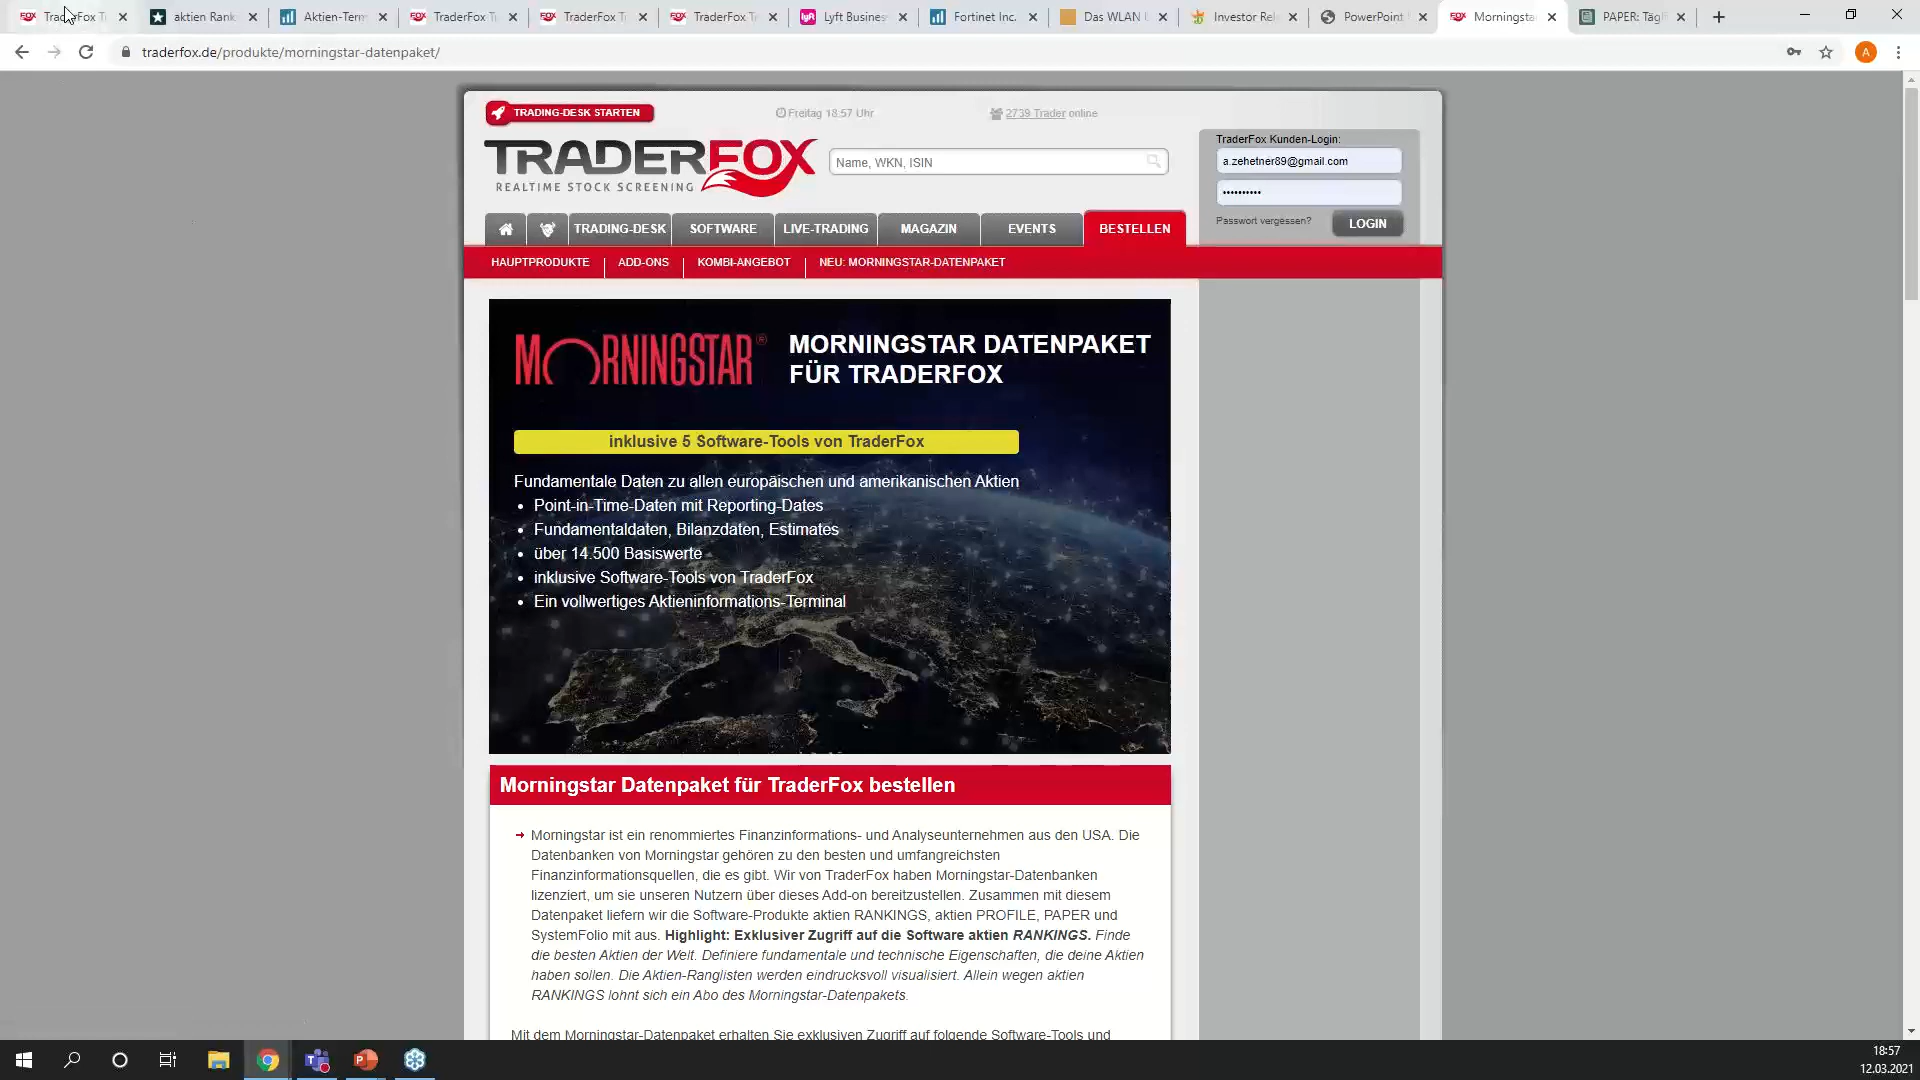 TraderFox T
aktien Rank
Aktien-Term
TraderFox T
TraderFox T
TraderFox T
Lyft Busines
Fortinet Inc.
Das WLAN
Investor Rel
PowerPoint
Morningsta
PAPER: Tägl
traderfox.de/produkte/morningstar-datenpaket/
A
TRADING-DESK STARTEN
Freitag 18:57 Uhr
2739 Trader online
TRADERFOX
REALTIME STOCK SCREENING
Name, WKN, ISIN
TraderFox Kunden-Login:
a.zehetner89@gmail.com
••••••••••
Passwort vergessen?
LOGIN
TRADING-DESK
SOFTWARE
LIVE-TRADING
MAGAZIN
EVENTS
BESTELLEN
HAUPTPRODUKTE
ADD-ONS
KOMBI-ANGEBOT
NEU: MORNINGSTAR-DATENPAKET
MORNINGSTAR®
MORNINGSTAR DATENPAKET
FÜR TRADERFOX
inklusive 5 Software-Tools von TraderFox
Fundamentale Daten zu allen europäischen und amerikanischen Aktien
• Point-in-Time-Daten mit Reporting-Dates
• Fundamentaldaten, Bilanzdaten, Estimates
• über 14.500 Basiswerte
• inklusive Software-Tools von TraderFox
• Ein vollwertiges Aktieninformations-Terminal
Morningstar Datenpaket für TraderFox bestellen
Morningstar ist ein renommiertes Finanzinformations- und Analyseunternehmen aus den USA. Die
Datenbanken von Morningstar gehören zu den besten und umfangreichsten
Finanzinformationsquellen, die es gibt. Wir von TraderFox haben Morningstar-Datenbanken
lizenziert, um sie unseren Nutzern über dieses Add-on bereitzustellen. Zusammen mit diesem
Datenpaket liefern wir die Software-Produkte aktien RANKINGS, aktien PROFILE, PAPER und
SystemFolio mit aus. Highlight: Exklusiver Zugriff auf die Software aktien RANKINGS. Finde
die besten Aktien der Welt. Definiere fundamentale und technische Eigenschaften, die deine Aktien
haben sollen. Die Aktien-Ranglisten werden eindrucksvoll visualisiert. Allein wegen aktien
RANKINGS lohnt sich ein Abo des Morningstar-Datenpakets.
Mit dem Morningstar-Datenpaket erhalten Sie exklusiven Zugriff auf folgende Software-Tools und
18:57
12.03.2021